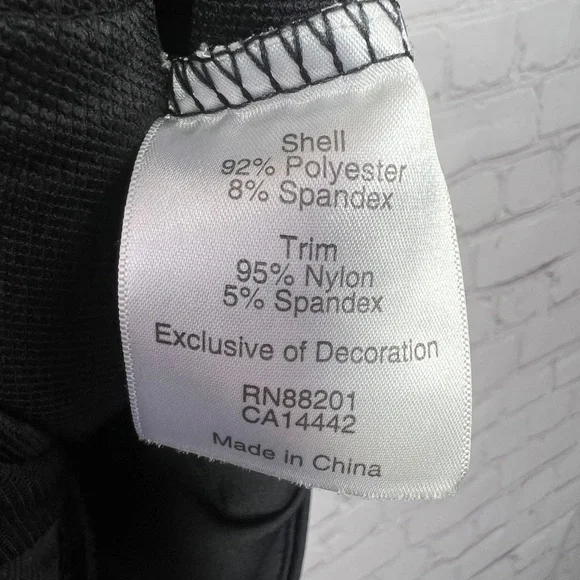 Shell
92% Polyester
8% Spandex
Trim
95% Nylon
5% Spandex
Exclusive of Decoration
RN88201
CA14442
Made in China